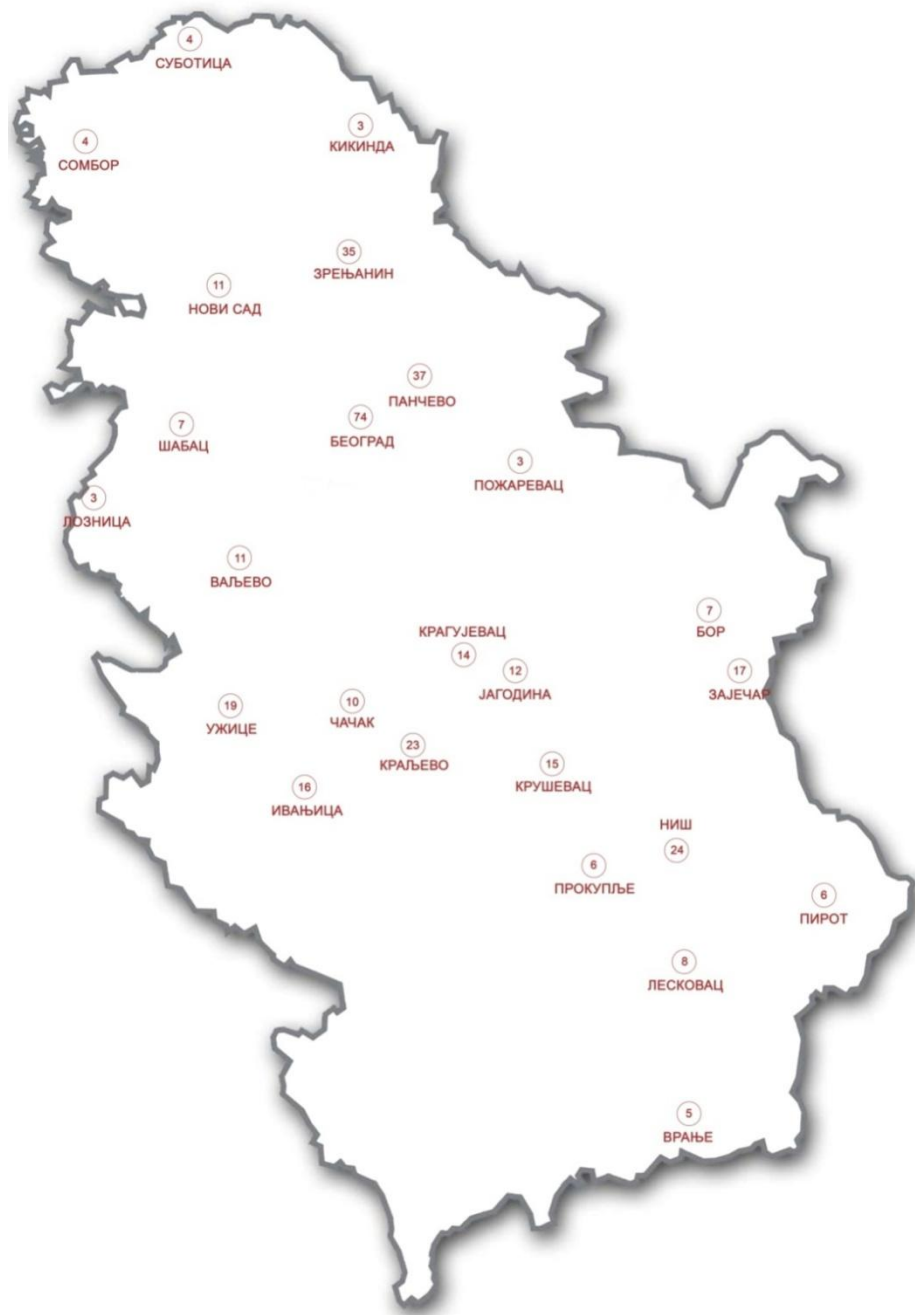 4
СУБОТИЦА
3
КИКИНДА
4
СОМБОР
35
ЗРЕЊАНИН
11
НОВИ САД
37
ПАНЧЕВО
74
БЕОГРАД
7
ШАБАЦ
3
ПОЖАРЕВАЦ
3
ЛОЗНИЦА
11
ВАЉЕВО
7
БОР
КРАГУЈЕВАЦ
14
12
ЈАГОДИНА
17
ЗАЈЕЧАР
19
УЖИЦЕ
10
ЧАЧАК
23
КРАЉЕВО
15
КРУШЕВАЦ
16
ИВАЊИЦА
НИШ
24
6
ПРОКУПЉЕ
6
ПИРОТ
8
ЛЕСКОВАЦ
5
ВРАЊЕ